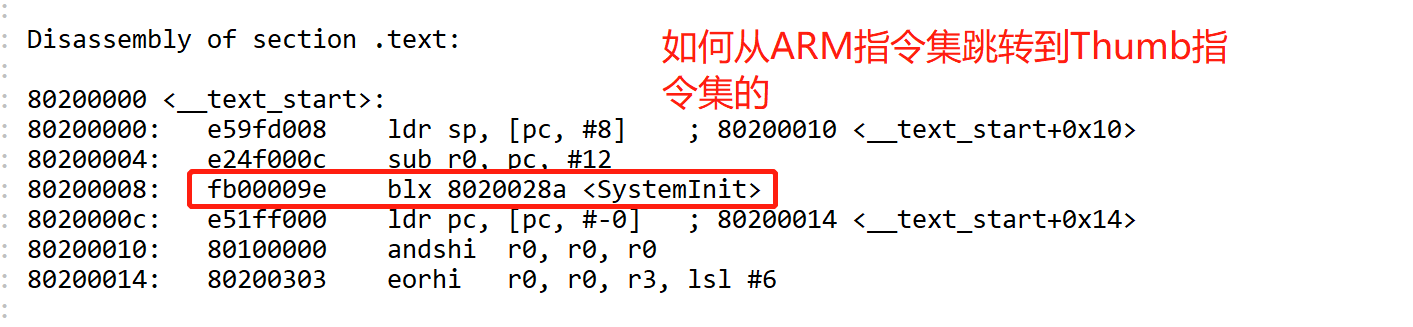 Disassembly of section .text:
如何从ARM指令集跳转到Thumb指
令集的
80200000 <__text_start>:
80200000: e59fd008 ldr sp, [pc, #8] ; 80200010 <__text_start+0x10>
80200004: e24f000c sub r0, pc, #12
80200008: fb00009e blx 8020028a <SystemInit>
8020000c: e51ff000 ldr pc, [pc, #-0] ; 80200014 <__text_start+0x14>
80200010: 80100000 andshi r0, r0, r0
80200014: 80200303 eorhi r0, r0, r3, lsl #6